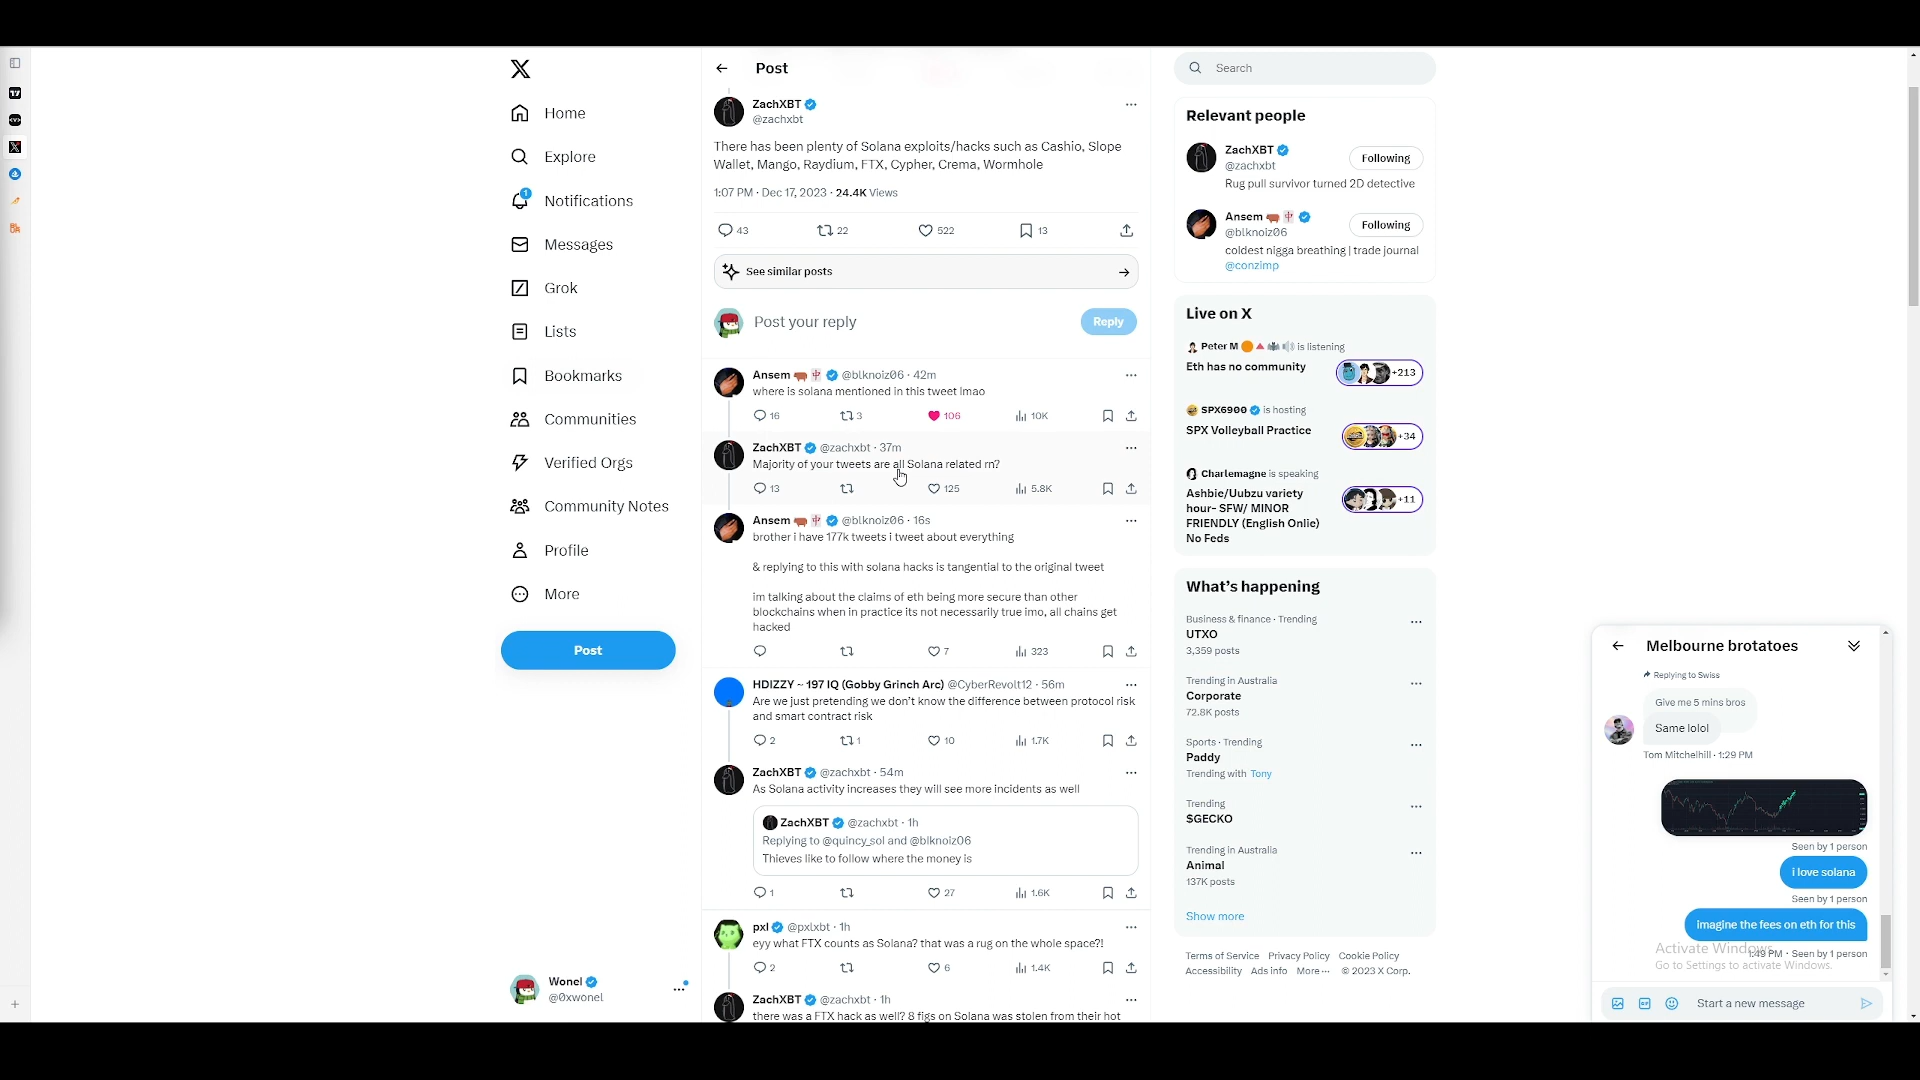 Home
Explore
1
Notifications
Messages
Grok
Lists
Bookmarks
Communities
Verified Orgs
Community Notes
Profile
More
Post
Wonel
@0xwonel
Post
ZachXBT
@zachxbt
There has been plenty of Solana exploits/hacks such as Cashio, Slope
Wallet, Mango, Raydium, FTX, Cypher, Crema, Wormhole
1:07 PM · Dec 17, 2023 · 24.4K Views
43 22 522 13
See similar posts
Post your reply
Reply
Ansem @blknoiz06 · 42m
where is solana mentioned in this tweet lmao
16 3 106 10K
ZachXBT @zachxbt · 37m
Majority of your tweets are all Solana related rn?
13 125 5.8K
Ansem @blknoiz06 · 16s
brother i have 177k tweets i tweet about everything
& replying to this with solana hacks is tangential to the original tweet
im talking about the claims of eth being more secure than other
blockchains when in practice its not necessarily true imo, all chains get
hacked
7 323
HDIZZY ~ 197 IQ (Gobby Grinch Arc) @CyberRevolt12 · 56m
Are we just pretending we don't know the difference between protocol risk
and smart contract risk
2 1 10 1.7K
ZachXBT @zachxbt · 54m
As Solana activity increases they will see more incidents as well
ZachXBT @zachxbt · 1h
Replying to @quincy_sol and @blknoiz06
Thieves like to follow where the money is
1 27 1.6K
pxl @pxlxbt · 1h
eyy what FTX counts as Solana? that was a rug on the whole space?!
2 6 1.4K
ZachXBT @zachxbt · 1h
there was a FTX hack as well? 8 figs on Solana was stolen from their hot
Search
Relevant people
ZachXBT
@zachxbt
Following
Rug pull survivor turned 2D detective
Ansem
@blknoiz06
Following
coldest nigga breathing | trade journal
@conzimp
Live on X
Peter M is listening
Eth has no community
+213
SPX6900 is hosting
SPX Volleyball Practice
+34
Charlemagne is speaking
Ashbie/Uubzu variety
hour- SFW/ MINOR
FRIENDLY (English Onlie)
No Feds
+11
What's happening
Business & finance · Trending
UTXO
3,359 posts
Trending in Australia
Corporate
72.8K posts
Sports · Trending
Paddy
Trending with Tony
Trending
$GECKO
Trending in Australia
Animal
137K posts
Show more
Terms of Service Privacy Policy Cookie Policy
Accessibility Ads info More © 2023 X Corp.
Melbourne brotatoes
Replying to Swiss
Give me 5 mins bros
Same lolol
Tom Mitchelhill · 1:29 PM
Seen by 1 person
i love solana
Seen by 1 person
imagine the fees on eth for this
1:49 PM · Seen by 1 person
Activate Windows
Go to Settings to activate Windows.
Start a new message